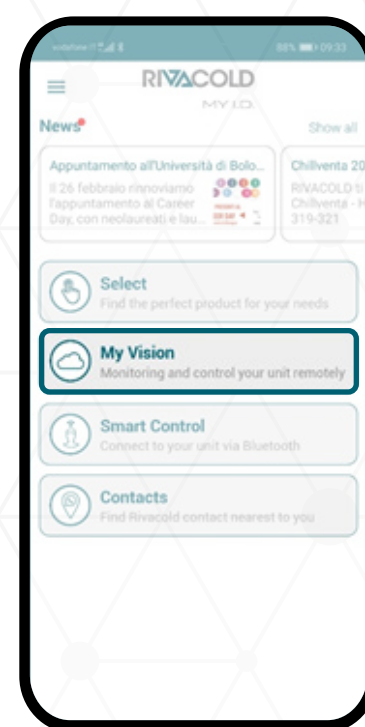 vodafone
88% 09:33
RIVACOLD
MY I.D.
News
Show all
Appuntamento all'Università di Bolo...
Il 26 febbraio rinnoviamo
l'appuntamento al Career
Day, con neolaureati e lau...
Chillventa 20
RIVACOLD ti
Chillventa - H
319-321
Select
Find the perfect product for your needs
My Vision
Monitoring and control your unit remotely
Smart Control
Connect to your unit via Bluetooth
Contacts
Find Rivacold contact nearest to you